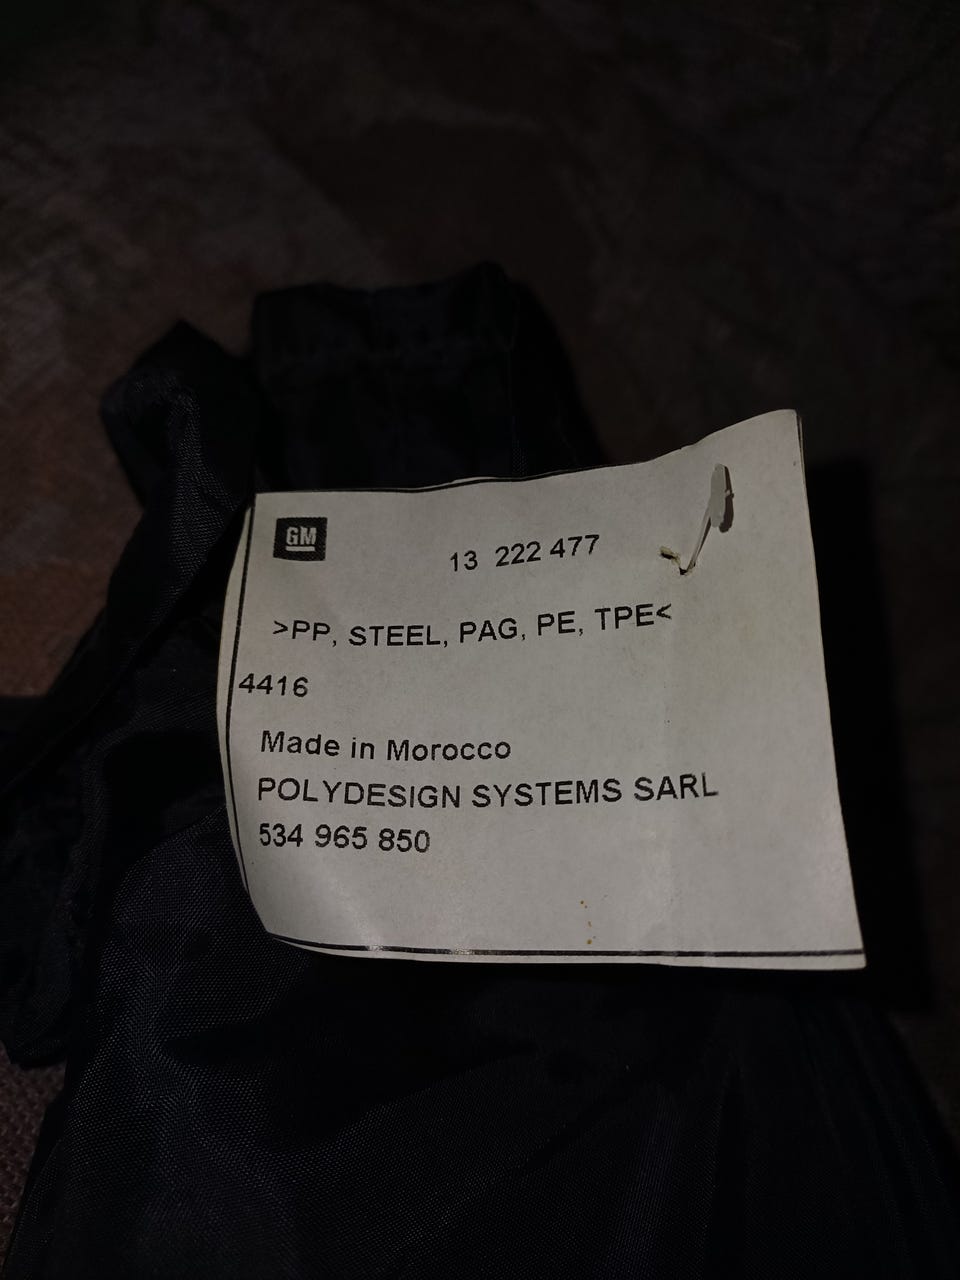 GM
13 222 477
>PP, STEEL, PAG, PE, TPE<
4416
Made in Morocco
POLYDESIGN SYSTEMS SARL
534 965 850